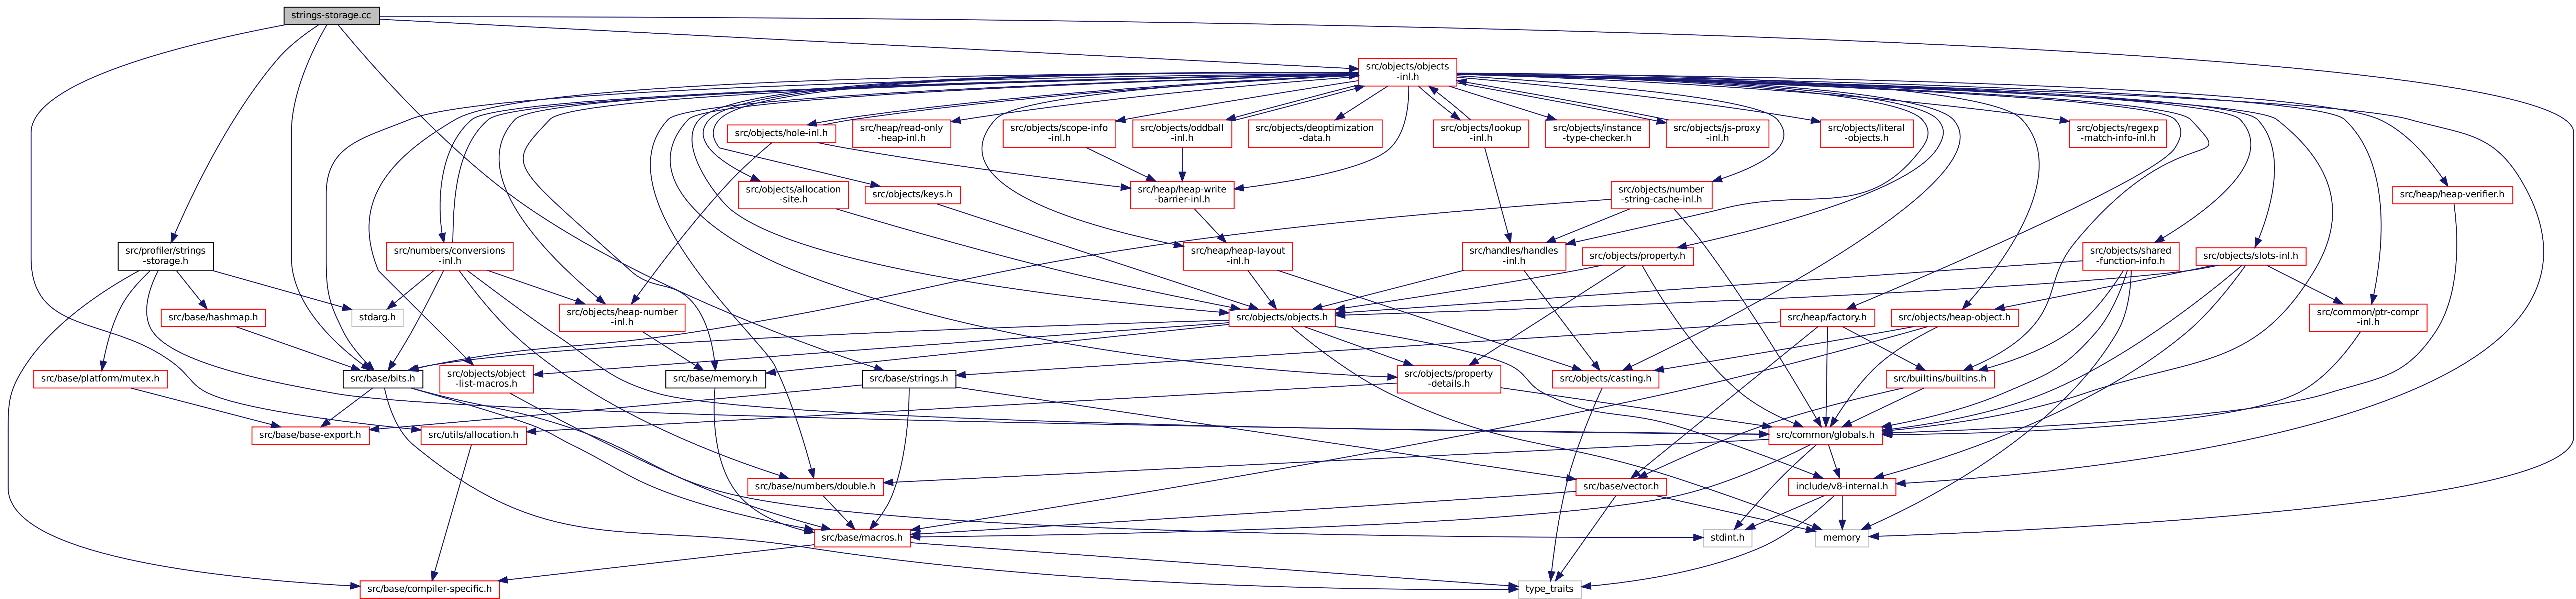 strings-storage.cc
src/objects/objects
-inl.h
src/objects/hole-inl.h
src/heap/read-only
-heap-inl.h
src/objects/scope-info
-inl.h
src/objects/oddball
-inl.h
src/objects/deoptimization
-data.h
src/objects/lookup
-inl.h
src/objects/instance
-type-checker.h
src/objects/js-proxy
-inl.h
src/objects/literal
-objects.h
src/objects/regexp
-match-info-inl.h
src/objects/allocation
-site.h
src/objects/keys.h
src/heap/heap-write
-barrier-inl.h
src/objects/number
-string-cache-inl.h
src/heap/heap-verifier.h
src/profiler/strings
-storage.h
src/numbers/conversions
-inl.h
src/heap/heap-layout
-inl.h
src/handles/handles
-inl.h
src/objects/property.h
src/objects/shared
-function-info.h
src/objects/slots-inl.h
src/base/hashmap.h
stdarg.h
src/objects/heap-number
-inl.h
src/objects/objects.h
src/heap/factory.h
src/objects/heap-object.h
src/common/ptr-compr
-inl.h
src/base/platform/mutex.h
src/base/bits.h
src/objects/object
-list-macros.h
src/base/memory.h
src/base/strings.h
src/objects/property
-details.h
src/objects/casting.h
src/builtins/builtins.h
src/base/base-export.h
src/utils/allocation.h
src/common/globals.h
src/base/numbers/double.h
src/base/vector.h
include/v8-internal.h
src/base/macros.h
stdint.h
memory
src/base/compiler-specific.h
type_traits